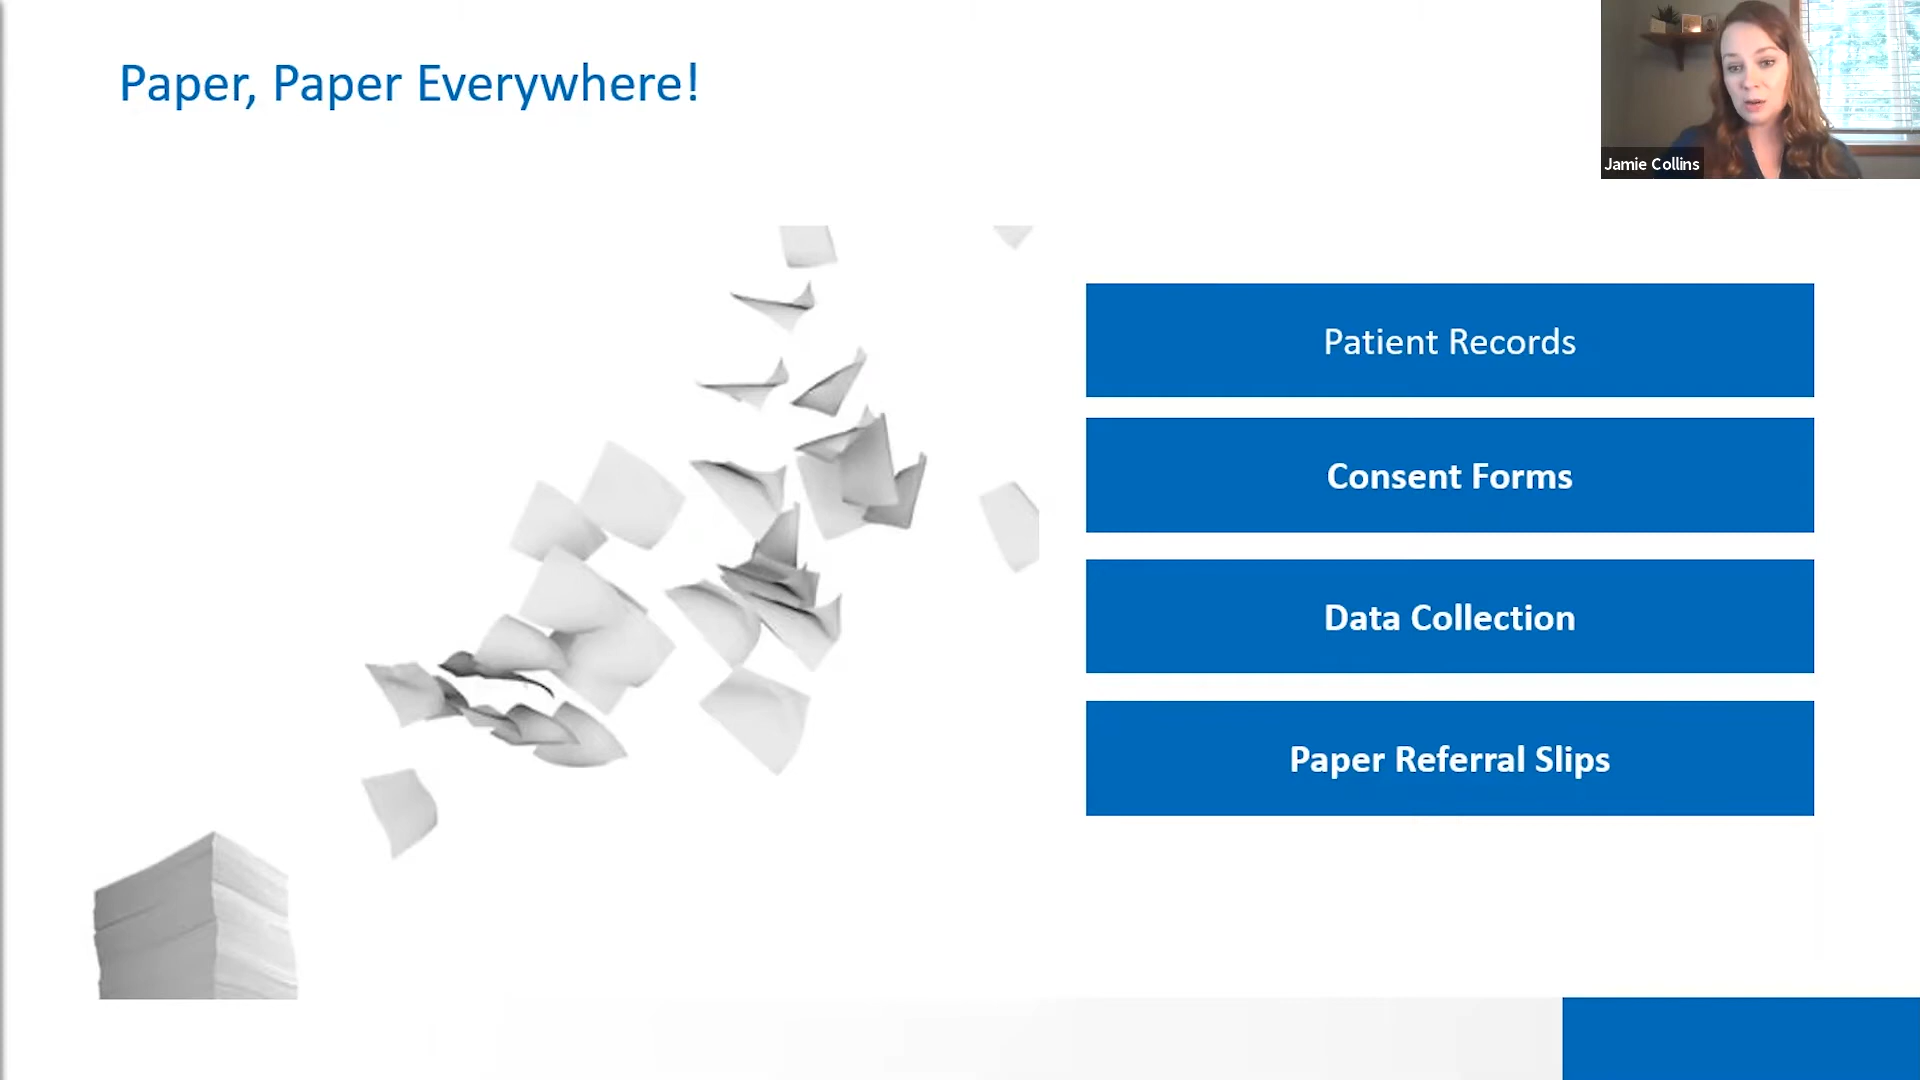 Paper, Paper Everywhere!
Jamie Collins
Patient Records
Consent Forms
Data Collection
Paper Referral Slips